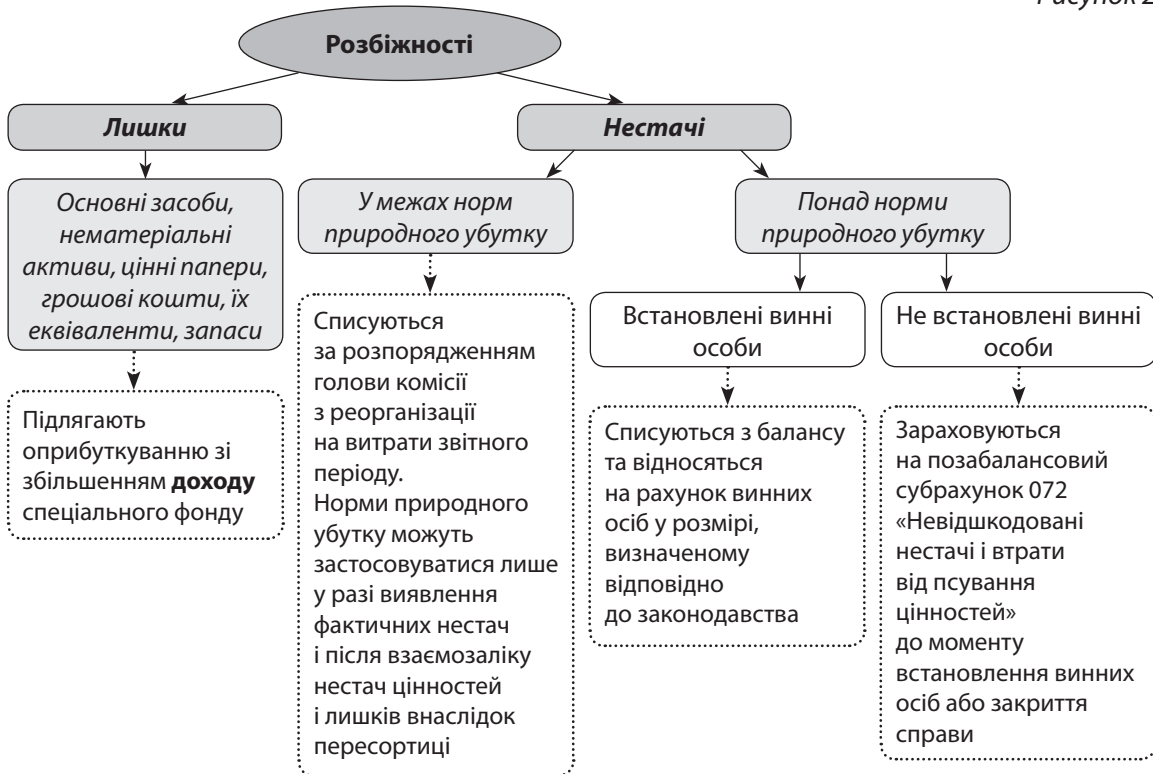 Рисунок 2
Розбіжності
Лишки
Нестачі
Основні засоби,
нематеріальні
активи, цінні папери,
грошові кошти, їх
еквіваленти, запаси
У межах норм
природного убутку
Понад норми
природного убутку
Підлягають
оприбуткуванню зі
збільшенням доходу
спеціального фонду
Списуються
за розпорядженням
голови комісії
з реорганізації
на витрати звітного
періоду.
Норми природного
убутку можуть
застосовуватися лише
у разі виявлення
фактичних нестач
і після взаємозаліку
нестач цінностей
і лишків внаслідок
пересортиці
Встановлені винні
особи
Не встановлені винні
особи
Списуються з балансу
та відносяться
на рахунок винних
осіб у розмірі,
визначеному
відповідно
до законодавства
Зараховуються
на позабалансовий
субрахунок 072
«Невідшкодовані
нестачі і втрати
від псування
цінностей»
до моменту
встановлення винних
осіб або закриття
справи